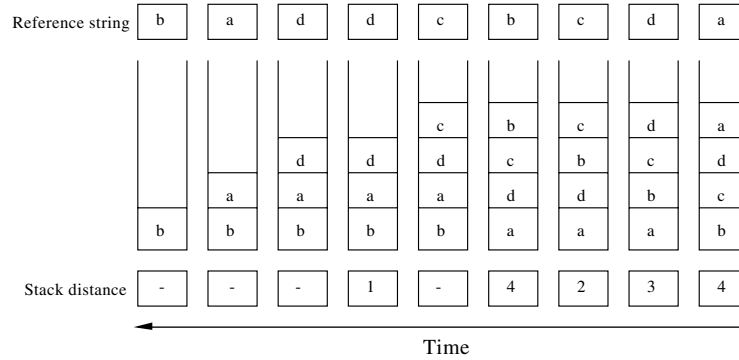 Reference string b a d d c b c d a
c b c d a
d d d c b c d
a a a a d d b c
b b b b b a a a b
Stack distance - - - 1 - 4 2 3 4
Time